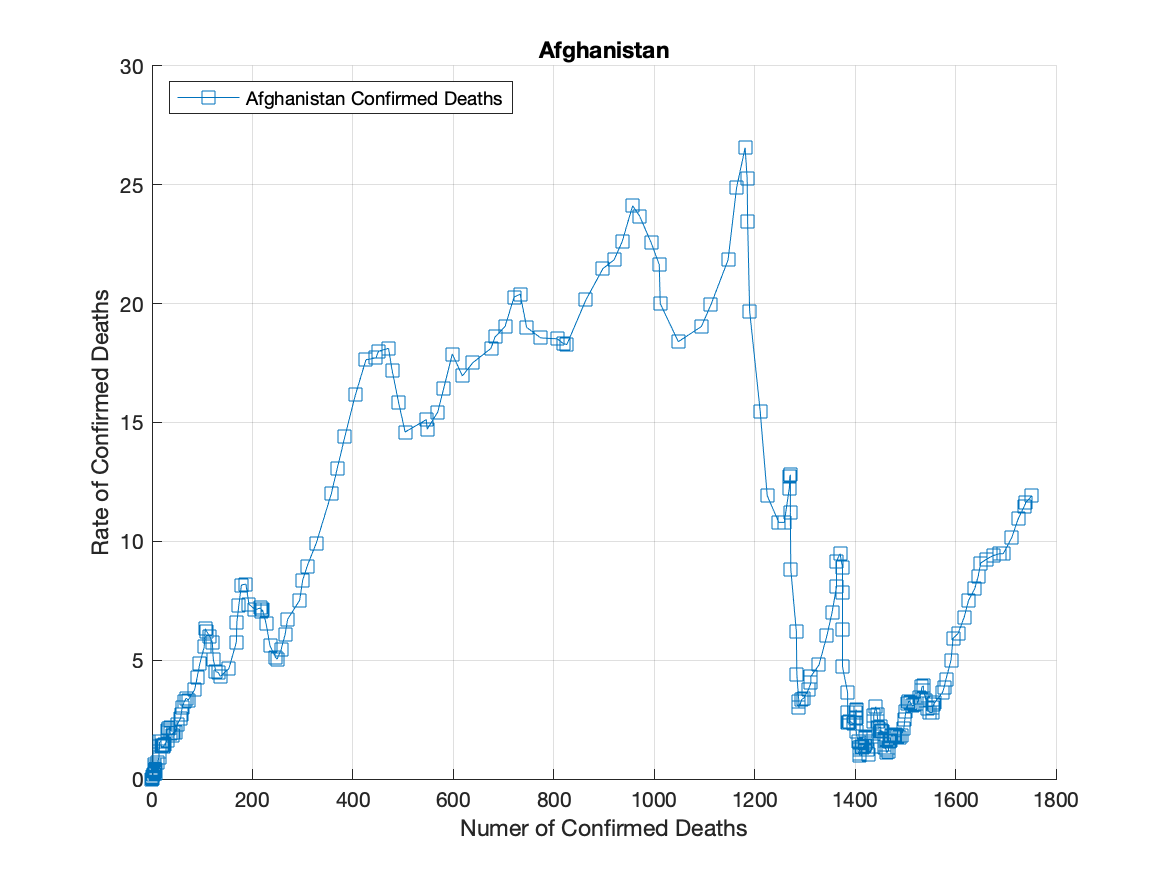 Afghanistan
30
Afghanistan Confirmed Deaths
25
20
15
10
5
0
Rate of Confirmed Deaths
0 200 400 600 800 1000 1200 1400 1600 1800
Numer of Confirmed Deaths